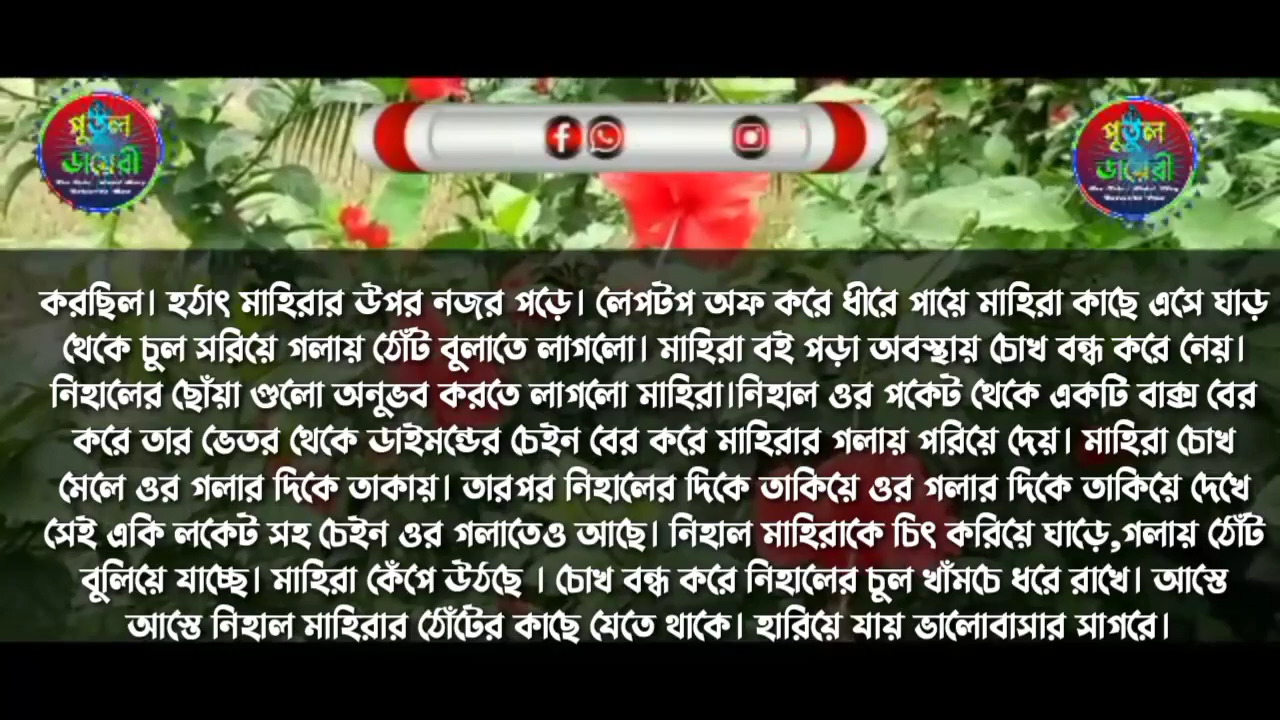 পুতুল
ডায়েরী
পুতুল
ডায়েরী
করছিল। হঠাৎ মাহিরার উপর নজর পড়ে। লেপটপ অফ করে ধীরে পায়ে মাহিরা কাছে এসে ঘাড়
থেকে চুল সরিয়ে গলায় ঠোঁট বুলাতে লাগলো। মাহিরা বই পড়া অবস্থায় চোখ বন্ধ করে নেয়।
নিহালের ছোঁয়া গুলো অনুভব করতে লাগলো মাহিরা।নিহাল ওর পকেট থেকে একটি বাক্স বের
করে তার ভেতর থেকে ডাইমন্ডের চেইন বের করে মাহিরার গলায় পরিয়ে দেয়। মাহিরা চোখ
মেলে ওর গলার দিকে তাকায়। তারপর নিহালের দিকে তাকিয়ে ওর গলার দিকে তাকিয়ে দেখে
সেই একি লকেট সহ চেইন ওর গলাতেও আছে। নিহাল মাহিরাকে চিৎ করিয়ে ঘাড়ে,গলায় ঠোঁট
বুলিয়ে যাচ্ছে। মাহিরা কেঁপে উঠছে । চোখ বন্ধ করে নিহালের চুল খাঁমচে ধরে রাখে। আস্তে
আস্তে নিহাল মাহিরার ঠোঁটের কাছে যেতে থাকে। হারিয়ে যায় ভালোবাসার সাগরে।